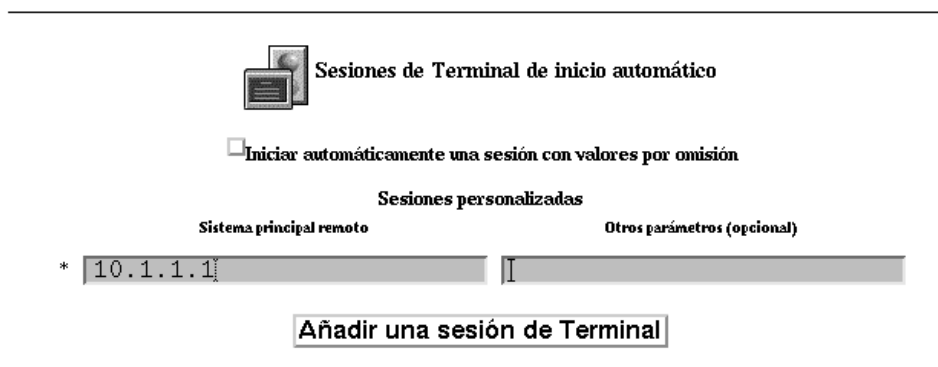 Sesiones de Terminal de inicio automático
Iniciar automáticamente una sesión con valores por omisión
Sesiones personalizadas
Sistema principal remoto Otros parámetros (opcional)
* 10.1.1.1
Añadir una sesión de Terminal